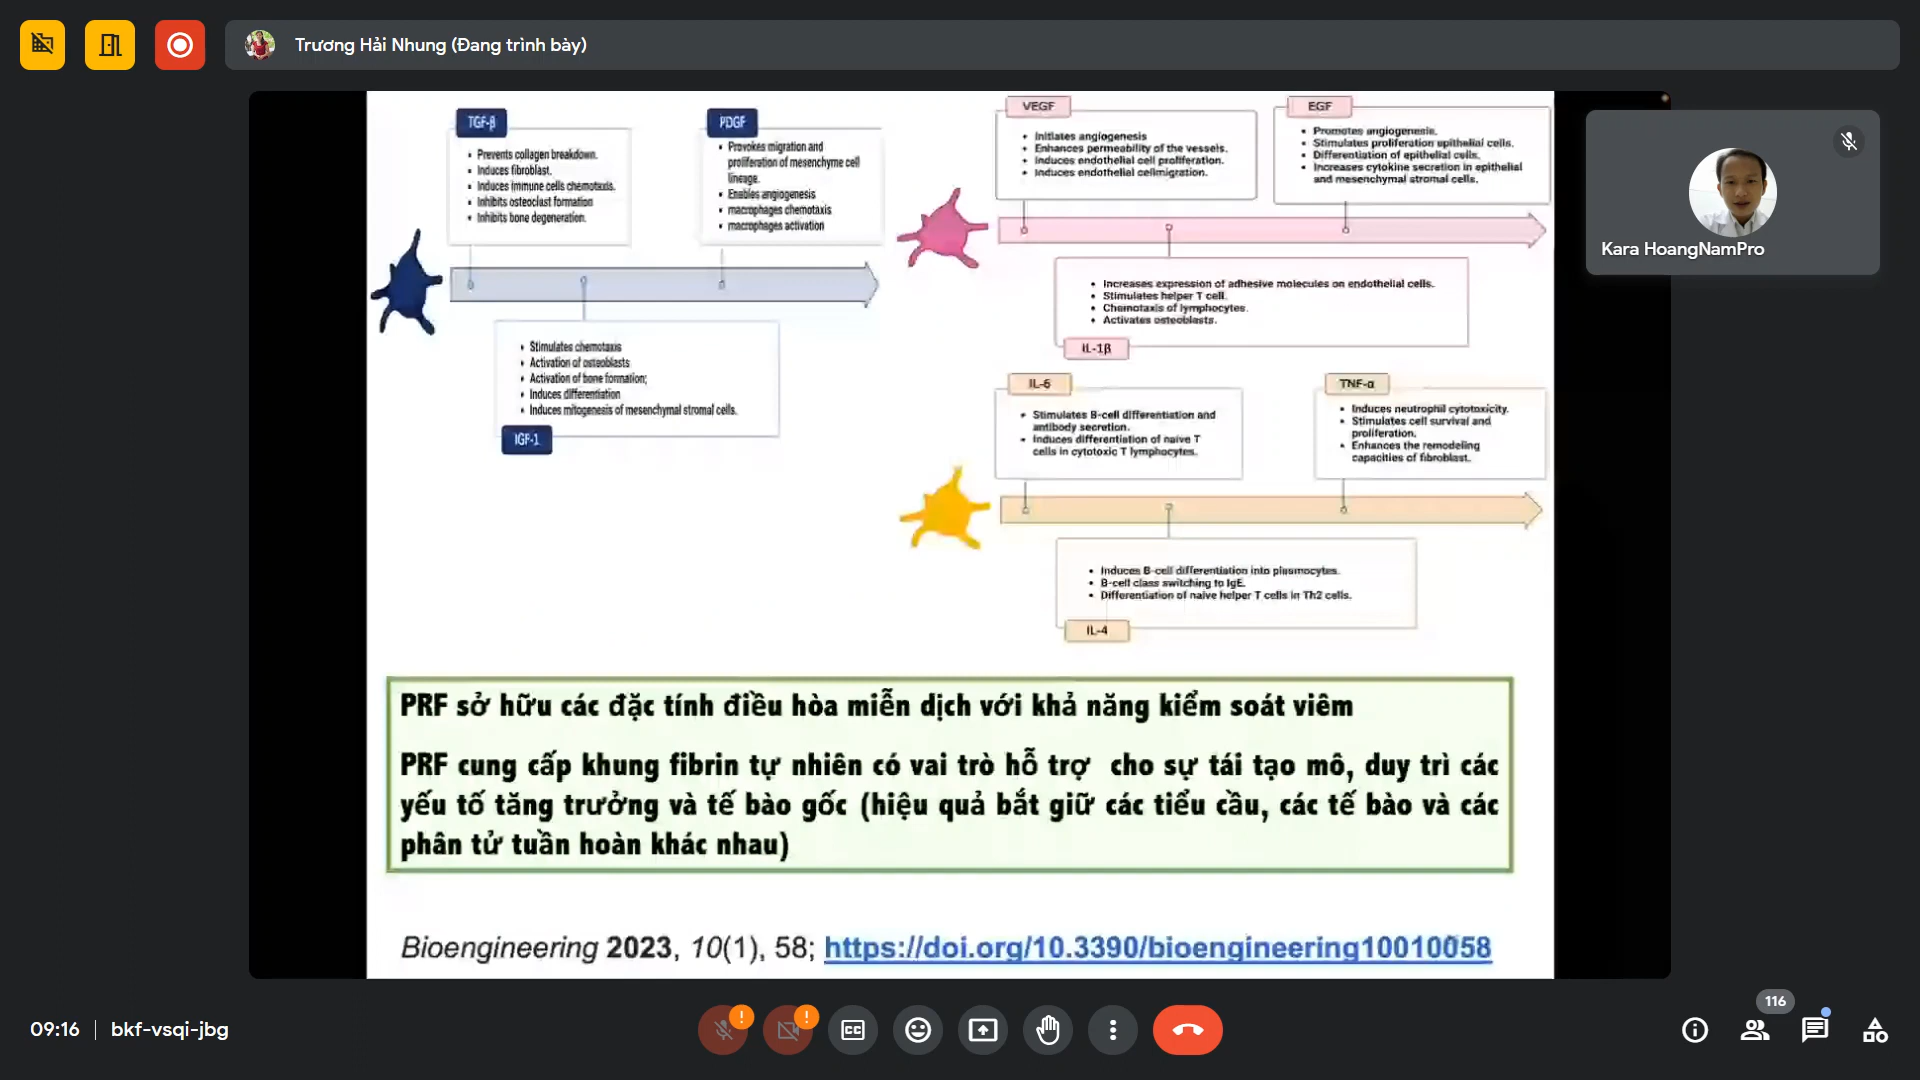 Trương Hải Nhung (Đang trình bày)
TGF-β
Prevents collagen breakdown.
Induces fibroblast.
Induces immune cells chemotaxis.
Inhibits osteoclast formation
Inhibits bone degeneration.
PDGF
Provokes migration and
proliferation of mesenchyme cell
lineage.
Enables angiogenesis
macrophages chemotaxis
macrophages activation
Stimulates chemotaxis
Activation of osteoblasts
Activation of bone formation;
Induces differentiation
Induces mitogenesis of mesenchymal stromal cells.
IGF-1
VEGF
Initiates angiogenesis
Enhances permeability of the vessels.
Induces endothelial cell proliferation.
Induces endothelial cellmigration.
EGF
Promotes angiogenesis.
Stimulates proliferation epithelial cells.
Differentiation of epithelial cells.
Increases cytokine secretion in epithelial
and mesenchymal stromal cells.
Increases expression of adhesive molecules on endothelial cells.
Stimulates helper T cell.
Chemotaxis of lymphocytes.
Activates osteoblasts.
IL-1β
IL-6
Stimulates B-cell differentiation and
antibody secretion.
Induces differentiation of naive T
cells in cytotoxic T lymphocytes.
TNF-α
Induces neutrophil cytotoxicity.
Stimulates cell survival and
proliferation.
Enhances the remodeling
capacities of fibroblast.
Induces B-cell differentiation into plasmocytes.
B-cell class switching to IgE.
Differentiation of naive helper T cells in Th2 cells.
IL-4
PRF sở hữu các đặc tính điều hòa miễn dịch với khả năng kiểm soát viêm
PRF cung cấp khung fibrin tự nhiên có vai trò hỗ trợ cho sự tái tạo mô, duy trì các
yếu tố tăng trưởng và tế bào gốc (hiệu quả bắt giữ các tiểu cầu, các tế bào và các
phân tử tuần hoàn khác nhau)
Bioengineering 2023, 10(1), 58; https://doi.org/10.3390/bioengineering10010058
Kara HoangNamPro
09:16 | bkf-vsqi-jbg
116